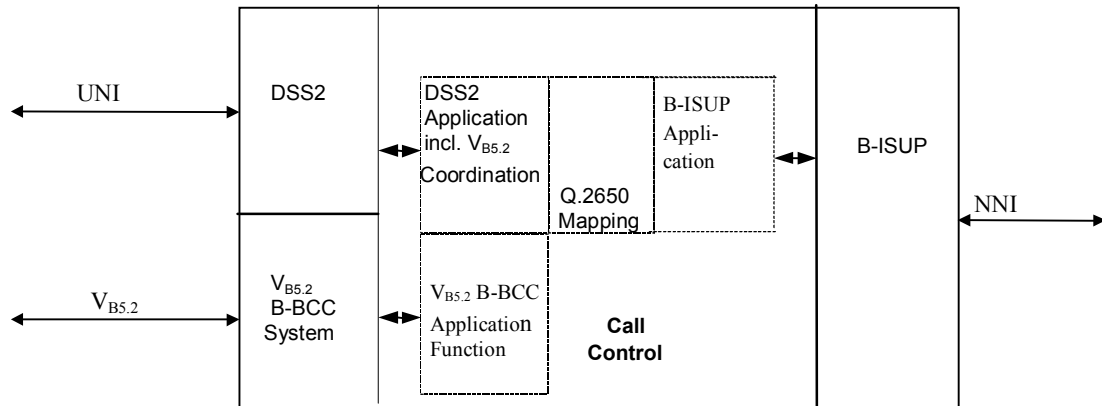 UNI
DSS2
DSS2
Application
incl. VB5.2
Coordination
Q.2650
Mapping
B-ISUP
Appli-
cation
B-ISUP
NNI
VB5.2
VB5.2
B-BCC
System
VB5.2 B-BCC
Application
Function
Call
Control